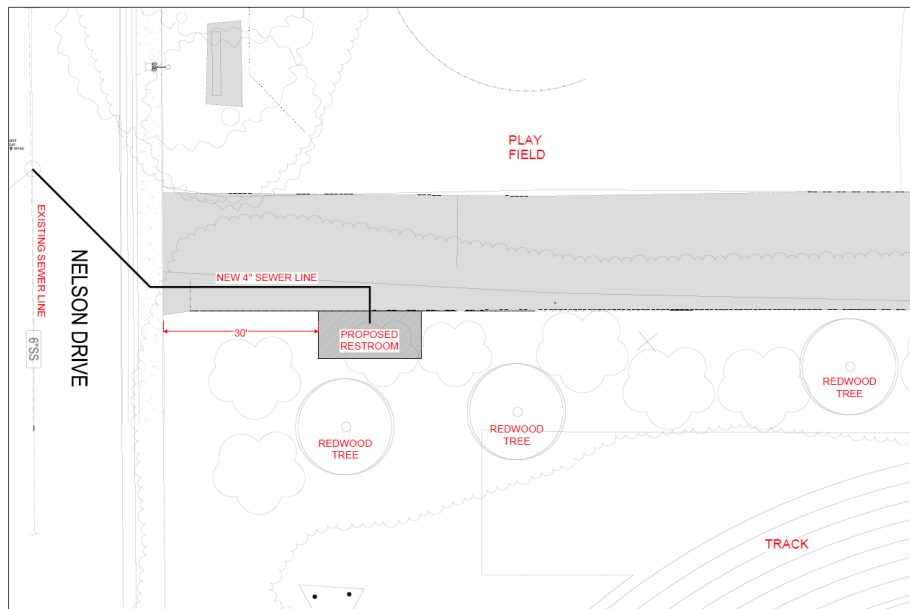 PLAY
FIELD
EXISTING SEWER LINE
NELSON DRIVE
NEW 4" SEWER LINE
30'
PROPOSED
RESTROOM
6"SS
REDWOOD
TREE
REDWOOD
TREE
REDWOOD
TREE
TRACK